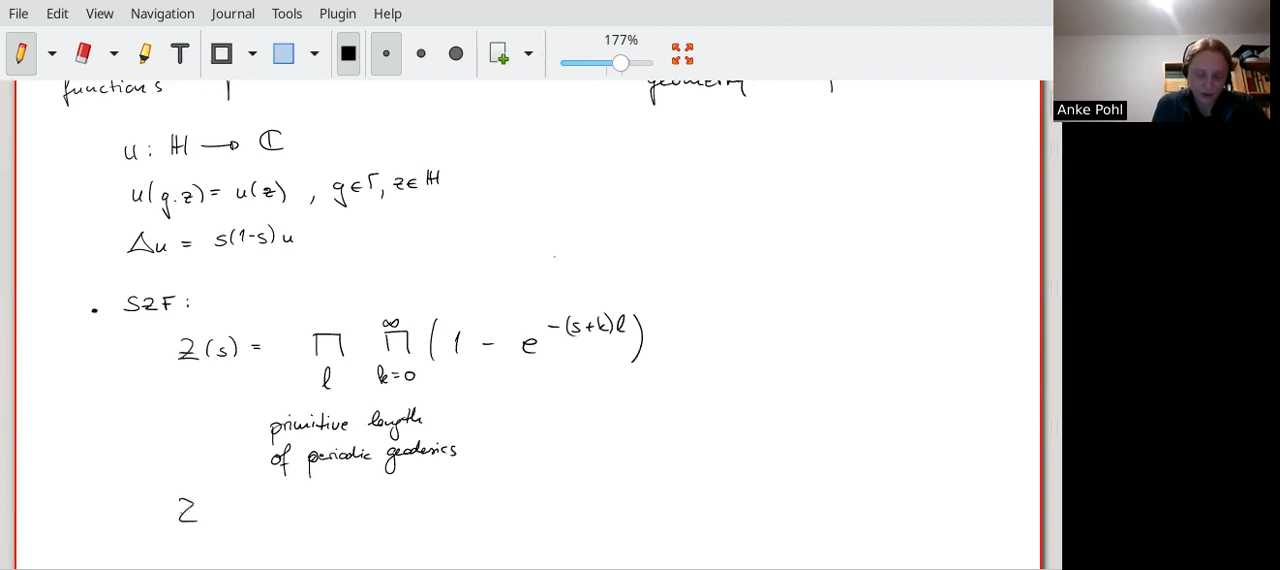 File Edit View Navigation Journal Tools Plugin Help
T 177%
Anke Pohl
functions geometry
u : ℍ → ℂ
u(g.z) = u(z) , g∈Γ, z∈ℍ
Δu = s(1-s) u
• SZF :
Z(s) = ∏ ∏ (1 - e^{-(s+k)ℓ})
ℓ k=0 ∞
primitive length
of periodic geodesics
Z